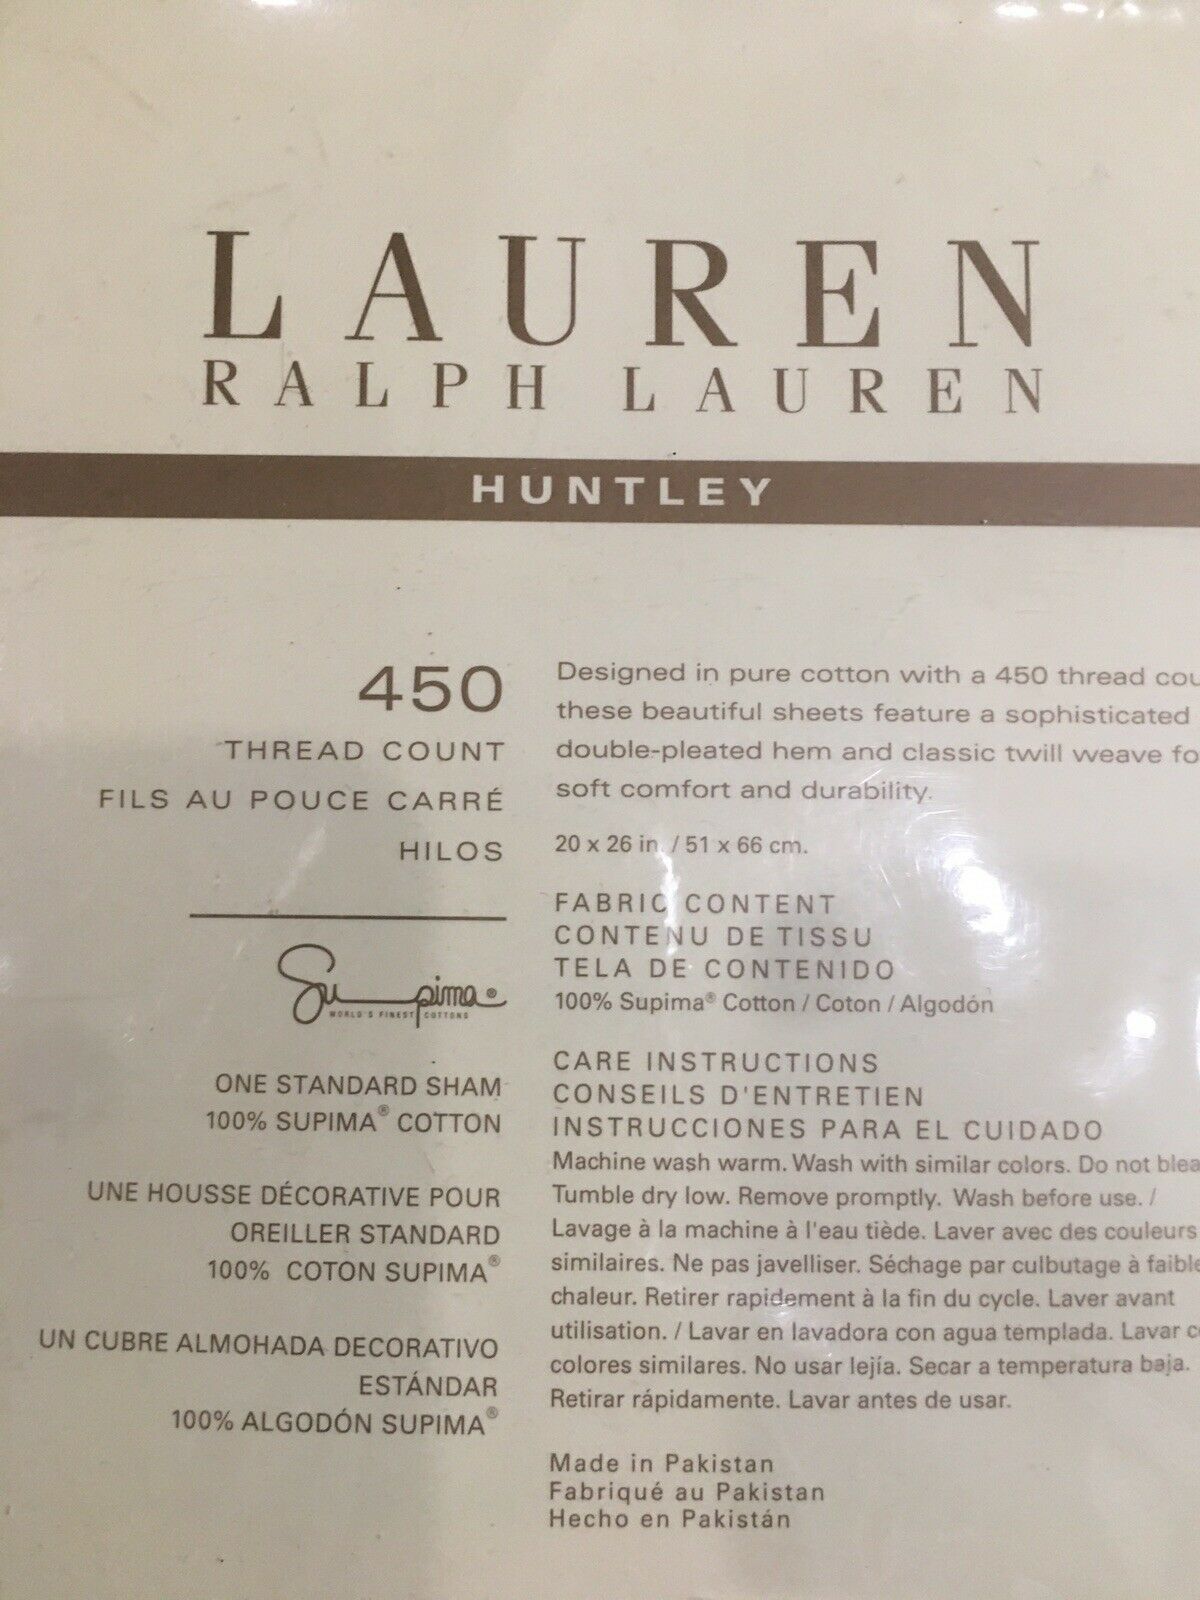 LAUREN
RALPH LAUREN
HUNTLEY
450
THREAD COUNT
FILS AU POUCE CARRÉ
HILOS
Supima®
WORLD'S FINEST COTTONS
ONE STANDARD SHAM
100% SUPIMA® COTTON
UNE HOUSSE DÉCORATIVE POUR
OREILLER STANDARD
100% COTON SUPIMA®
UN CUBRE ALMOHADA DECORATIVO
ESTÁNDAR
100% ALGODÓN SUPIMA®
Designed in pure cotton with a 450 thread
these beautiful sheets feature a sophisticated
double-pleated hem and classic twill weave
soft comfort and durability.
20 x 26 in. / 51 x 66 cm.
FABRIC CONTENT
CONTENU DE TISSU
TELA DE CONTENIDO
100% Supima® Cotton / Coton / Algodón
CARE INSTRUCTIONS
CONSEILS D'ENTRETIEN
INSTRUCCIONES PARA EL CUIDADO
Machine wash warm. Wash with similar colors. Do not
Tumble dry low. Remove promptly. Wash before use. /
Lavage à la machine à l'eau tiède. Laver avec des couleurs
similaires. Ne pas javelliser. Séchage par culbutage à faible
chaleur. Retirer rapidement à la fin du cycle. Laver avant
utilisation. / Lavar en lavadora con agua templada. Lavar
colores similares. No usar lejía. Secar a temperatura baja.
Retirar rápidamente. Lavar antes de usar.
Made in Pakistan
Fabriqué au Pakistan
Hecho en Pakistán